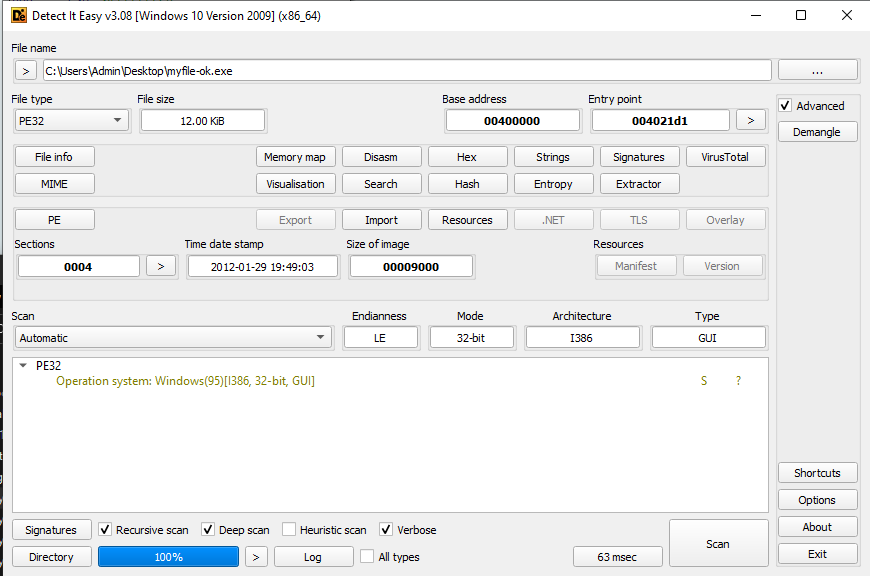 Detect It Easy v3.08 [Windows 10 Version 2009] (x86_64)
File name
> C:\Users\Admin\Desktop\myfile-ok.exe ...
File type File size Base address Entry point
PE32 12.00 KiB 00400000 004021d1 >
Advanced
Demangle
File info Memory map Disasm Hex Strings Signatures VirusTotal
MIME Visualisation Search Hash Entropy Extractor
PE Export Import Resources .NET TLS Overlay
Sections Time date stamp Size of image Resources
0004 > 2012-01-29 19:49:03 00009000 Manifest Version
Scan Endianness Mode Architecture Type
Automatic LE 32-bit I386 GUI
PE32
Operation system: Windows(95)[I386, 32-bit, GUI] S ?
Shortcuts
Options
About
Exit
Signatures Recursive scan Deep scan Heuristic scan Verbose
Directory 100% > Log All types 63 msec Scan